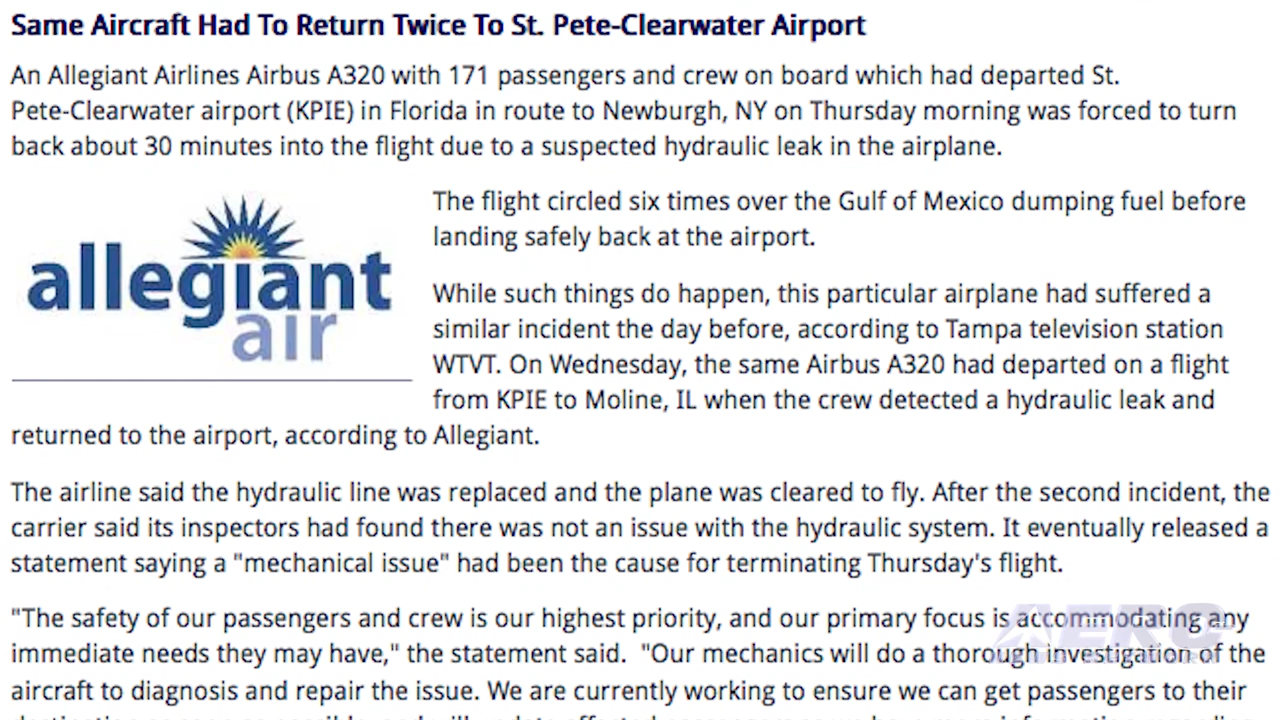 Same Aircraft Had To Return Twice To St. Pete-Clearwater Airport
An Allegiant Airlines Airbus A320 with 171 passengers and crew on board which had departed St.
Pete-Clearwater airport (KPIE) in Florida in route to Newburgh, NY on Thursday morning was forced to turn
back about 30 minutes into the flight due to a suspected hydraulic leak in the airplane.
allegiant
air
The flight circled six times over the Gulf of Mexico dumping fuel before
landing safely back at the airport.
While such things do happen, this particular airplane had suffered a
similar incident the day before, according to Tampa television station
WTVT. On Wednesday, the same Airbus A320 had departed on a flight
from KPIE to Moline, IL when the crew detected a hydraulic leak and
returned to the airport, according to Allegiant.
The airline said the hydraulic line was replaced and the plane was cleared to fly. After the second incident, the
carrier said its inspectors had found there was not an issue with the hydraulic system. It eventually released a
statement saying a "mechanical issue" had been the cause for terminating Thursday's flight.
"The safety of our passengers and crew is our highest priority, and our primary focus is accommodating any
immediate needs they may have," the statement said. "Our mechanics will do a thorough investigation of the
aircraft to diagnosis and repair the issue. We are currently working to ensure we can get passengers to their
AERO